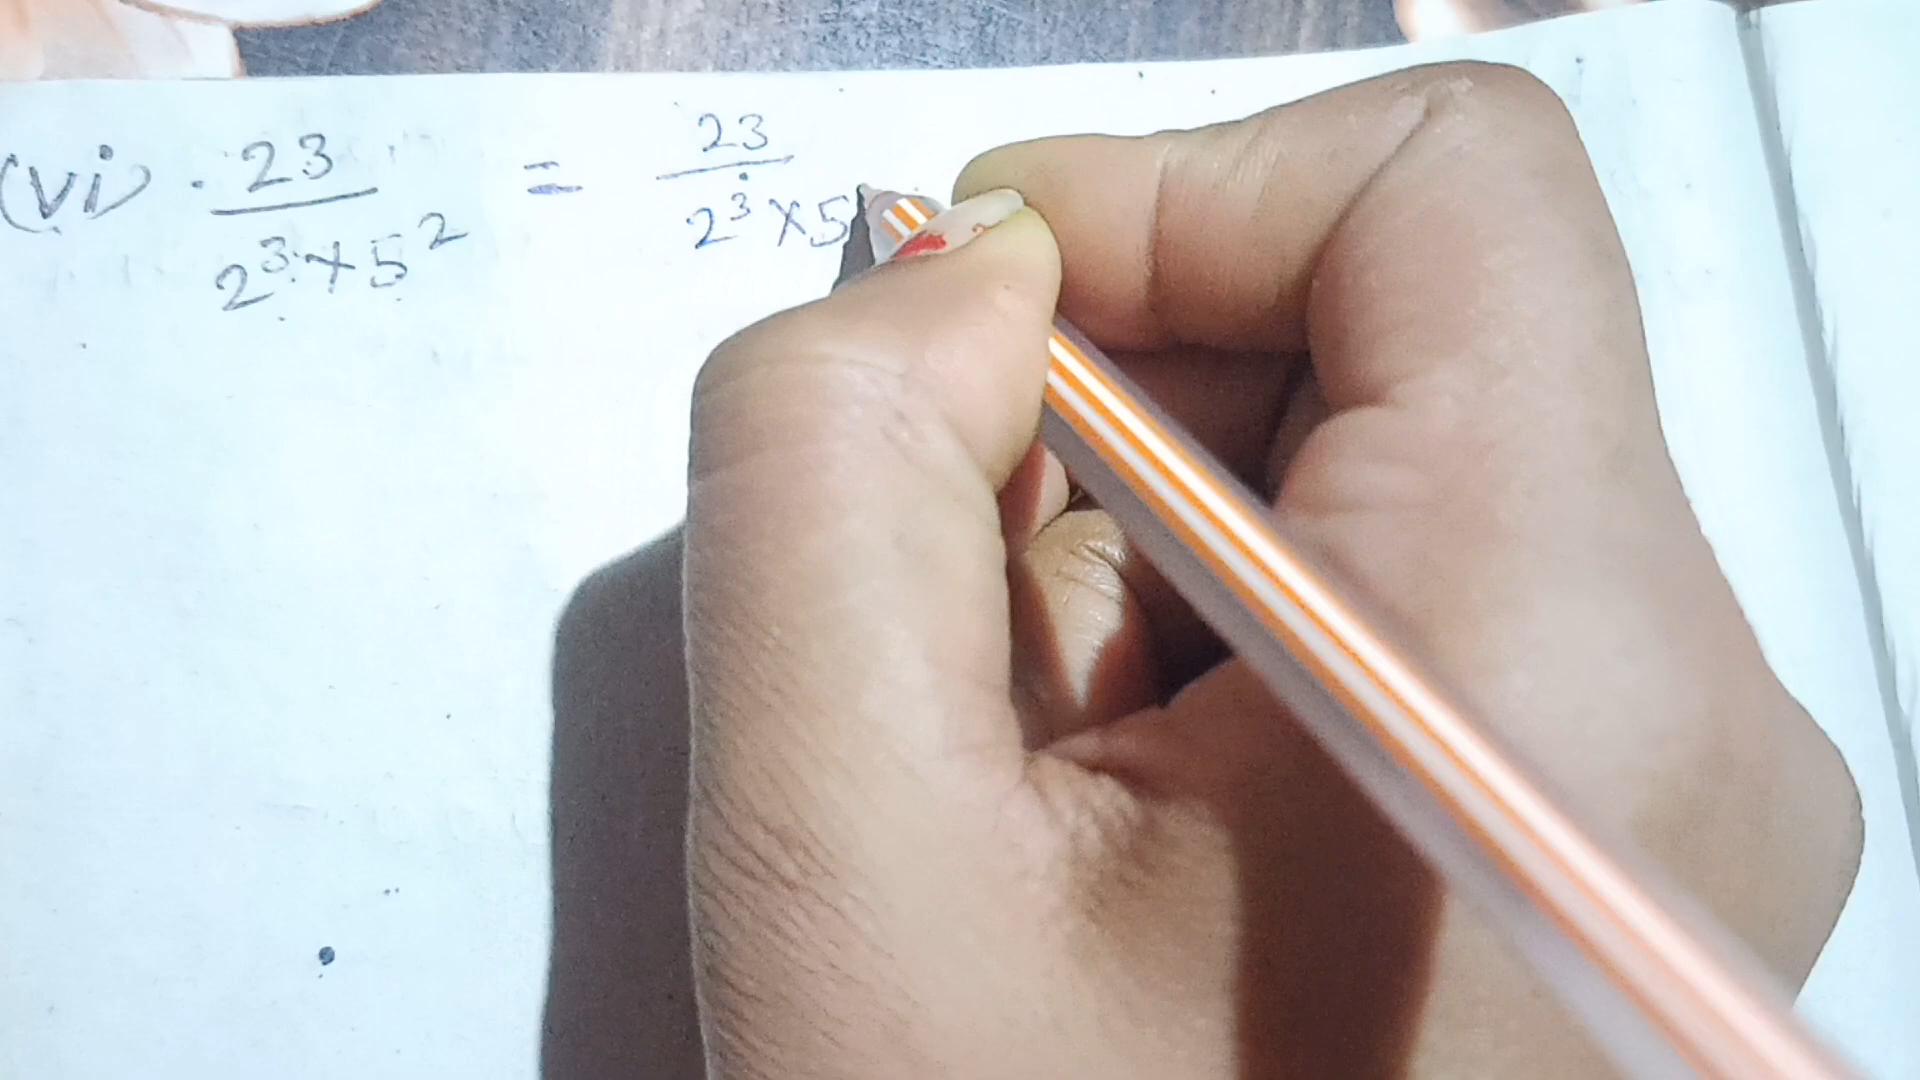 (vi) 23 / 2³×5² = 23 / 2³×5